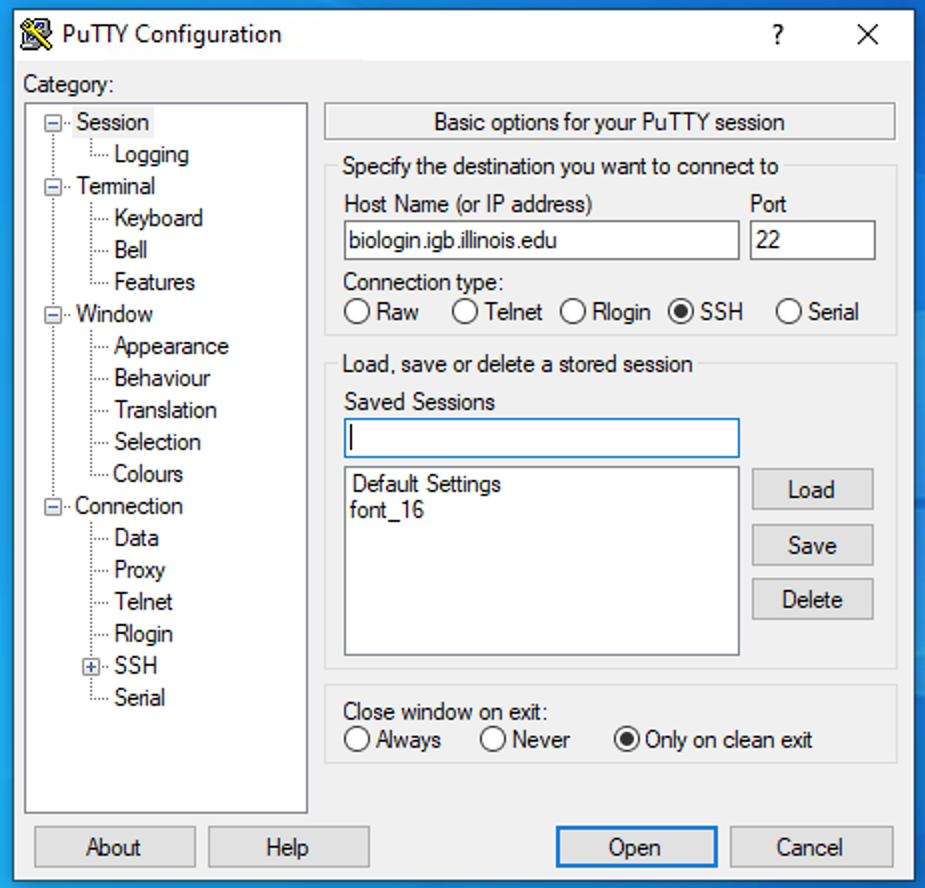 PuTTY Configuration ? ×
Category:
Session
Logging
Terminal
Keyboard
Bell
Features
Window
Appearance
Behaviour
Translation
Selection
Colours
Connection
Data
Proxy
Telnet
Rlogin
SSH
Serial
Basic options for your PuTTY session
Specify the destination you want to connect to
Host Name (or IP address) Port
biologin.igb.illinois.edu 22
Connection type:
Raw Telnet Rlogin SSH Serial
Load, save or delete a stored session
Saved Sessions
Default Settings
font_16
Load
Save
Delete
Close window on exit:
Always Never Only on clean exit
About Help Open Cancel